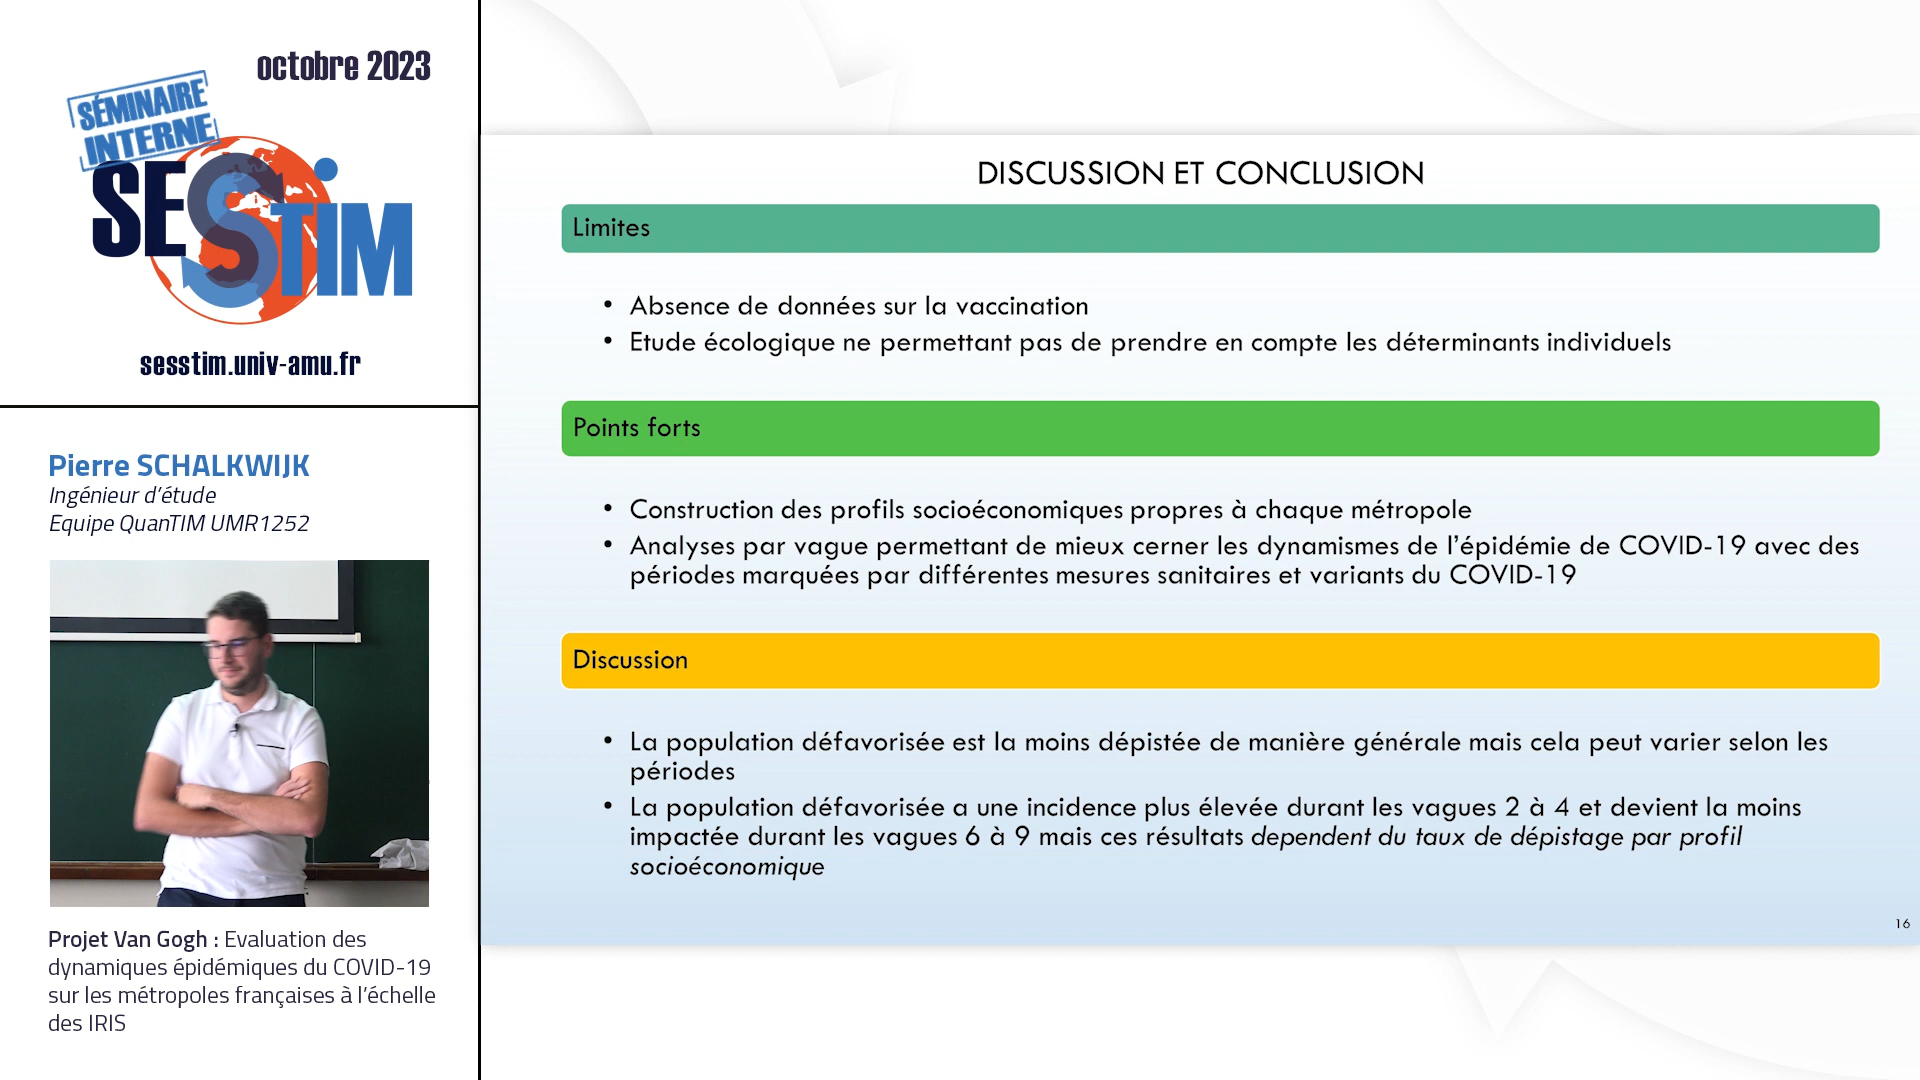 octobre 2023
SÉMINAIRE
INTERNE
SESSTIM
sesstim.univ-amu.fr
Pierre SCHALKWIJK
Ingénieur d'étude
Equipe QuanTIM UMR1252
Projet Van Gogh : Evaluation des
dynamiques épidémiques du COVID-19
sur les métropoles françaises à l'échelle
des IRIS
DISCUSSION ET CONCLUSION
Limites
• Absence de données sur la vaccination
• Etude écologique ne permettant pas de prendre en compte les déterminants individuels
Points forts
• Construction des profils socioéconomiques propres à chaque métropole
• Analyses par vague permettant de mieux cerner les dynamismes de l'épidémie de COVID-19 avec des
périodes marquées par différentes mesures sanitaires et variants du COVID-19
Discussion
• La population défavorisée est la moins dépistée de manière générale mais cela peut varier selon les
périodes
• La population défavorisée a une incidence plus élevée durant les vagues 2 à 4 et devient la moins
impactée durant les vagues 6 à 9 mais ces résultats dependent du taux de dépistage par profil
socioéconomique
16